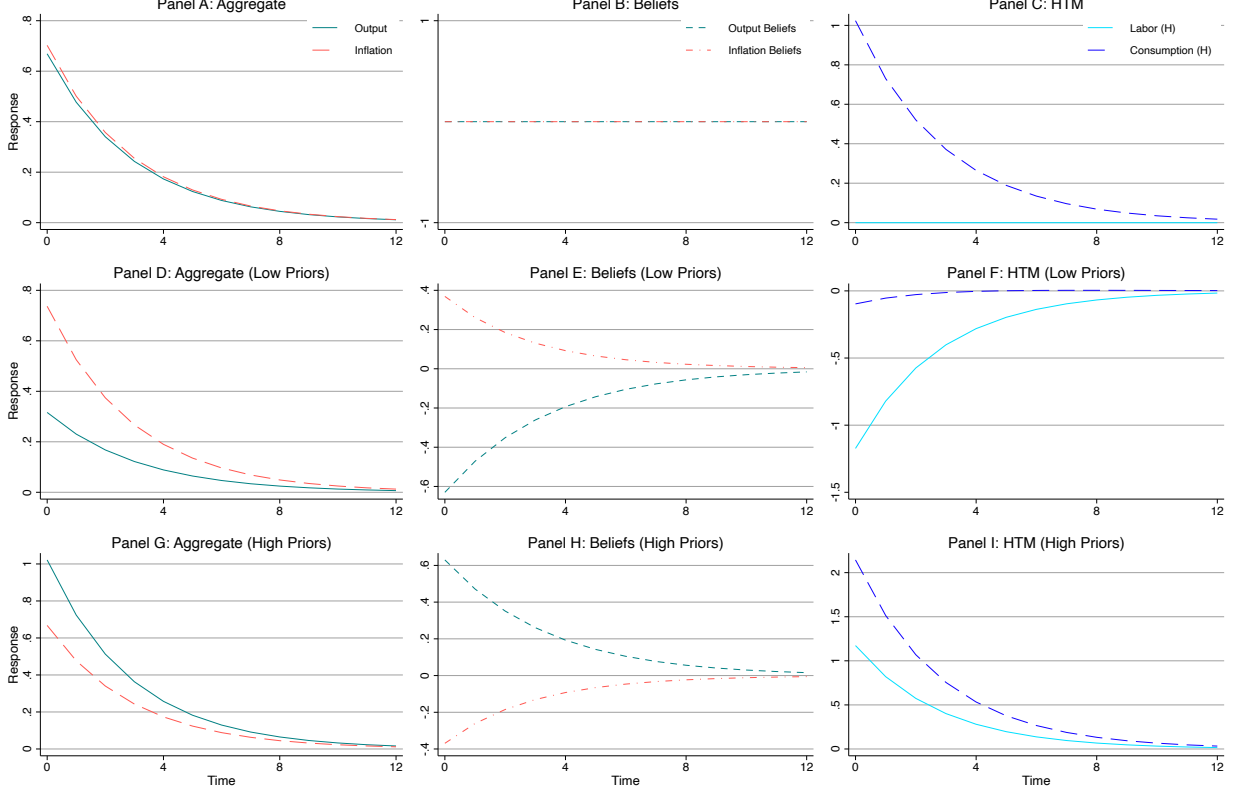 Panel A: Aggregate
Panel B: Beliefs
Panel C: HTM
Output
Inflation
Output Beliefs
Inflation Beliefs
Labor (H)
Consumption (H)
Response
0 .2 .4 .6 .8
-1 1
0 .2 .4 .6 .8 1
0 4 8 12
0 4 8 12
0 4 8 12
Panel D: Aggregate (Low Priors)
Panel E: Beliefs (Low Priors)
Panel F: HTM (Low Priors)
Response
0 .2 .4 .6 .8
-.6 -.4 -.2 0 .2 .4
-1.5 -1 -.5 0
0 4 8 12
0 4 8 12
0 4 8 12
Panel G: Aggregate (High Priors)
Panel H: Beliefs (High Priors)
Panel I: HTM (High Priors)
Response
0 .2 .4 .6 .8 1
-.4 -.2 0 .2 .4 .6
0 .5 1 1.5 2
0 4 8 12
0 4 8 12
0 4 8 12
Time
Time
Time